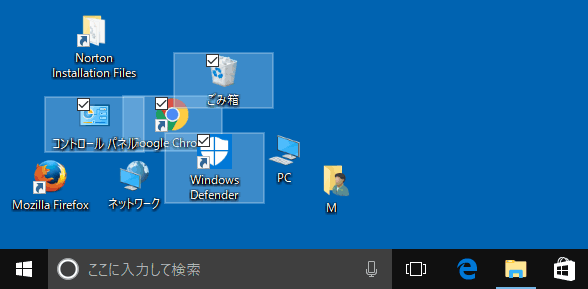 Norton
Installation Files
ごみ箱
コントロール パネル
Google Chro
Windows
Defender
PC
Mozilla Firefox
ネットワーク
M
ここに入力して検索